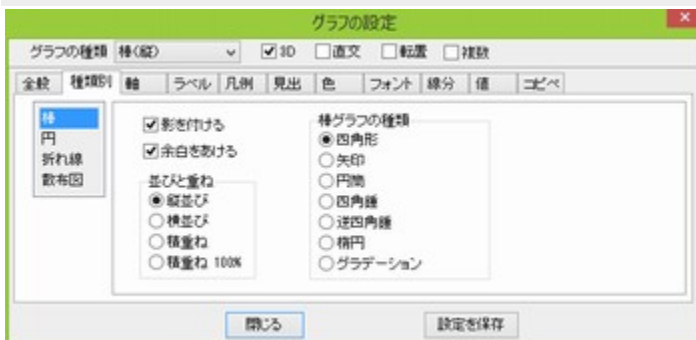 グラフの設定
グラフの種類 棒(縦) 3D 直交 転置 複数
全般 種類別 軸 ラベル 凡例 見出 色 フォント 線分 値 コピペ
棒
円
折れ線
散布図
影を付ける
余白をあける
並びと重ね
縦並び
横並び
積重ね
積重ね 100%
棒グラフの種類
四角形
矢印
円筒
四角錘
逆四角錘
楕円
グラデーション
閉じる 設定を保存